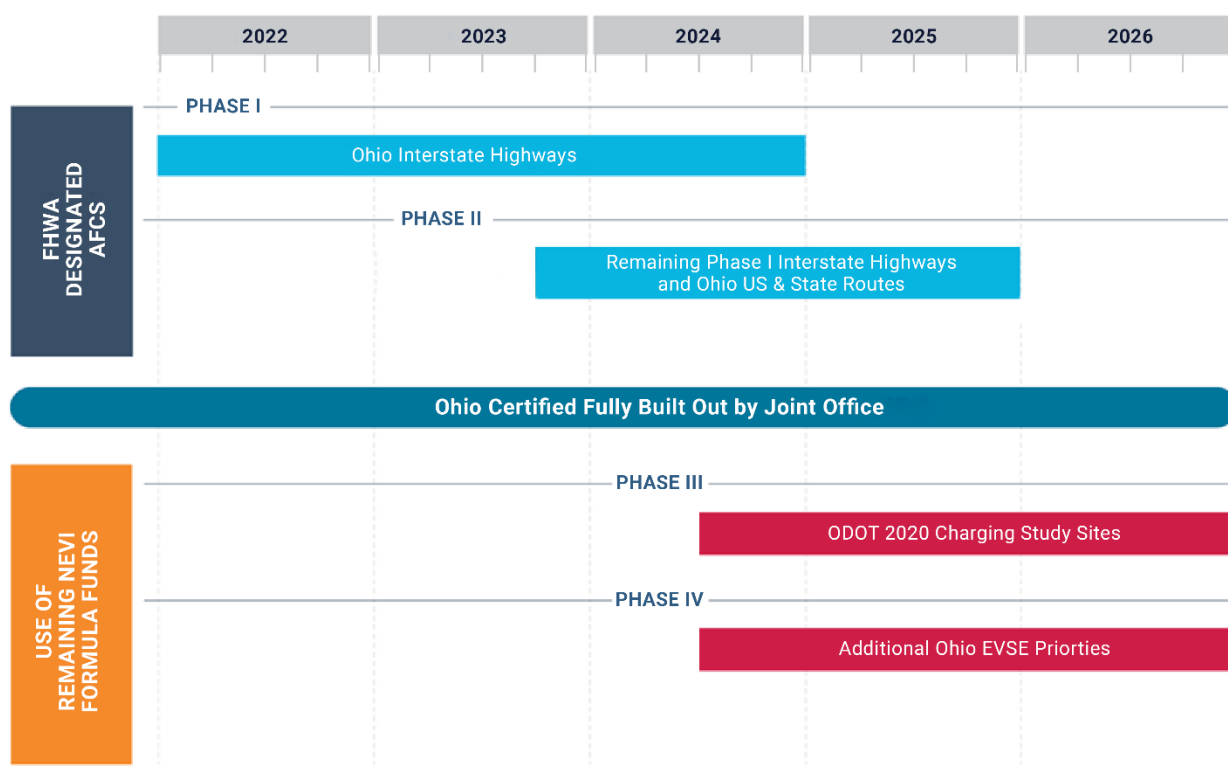 2022
2023
2024
2025
2026
FHWA
DESIGNATED
AFCS
PHASE I
Ohio Interstate Highways
PHASE II
Remaining Phase I Interstate Highways
and Ohio US & State Routes
Ohio Certified Fully Built Out by Joint Office
USE OF
REMAINING NEVI
FORMULA FUNDS
PHASE III
ODOT 2020 Charging Study Sites
PHASE IV
Additional Ohio EVSE Priorties